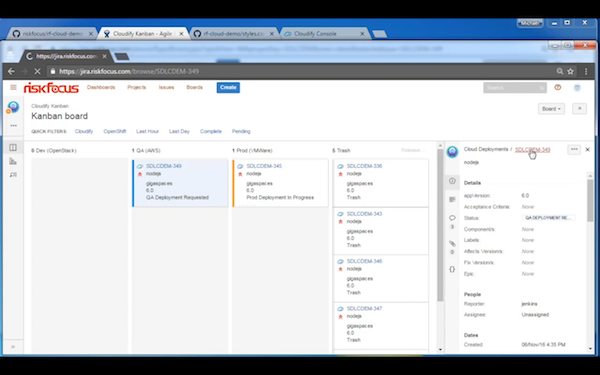 Michael
riskfocus/rf-cloud-demo
Cloudify Kanban - Agile
rf-cloud-demo/styles.cs
Cloudify Console
https://jira.riskfocus.com
https://jira.riskfocus.com/browse/SDLCDEM-349
riskfocus
Dashboards
Projects
Issues
Boards
Create
Search
Cloudify Kanban
Kanban board
Board
QUICK FILTERS:
Cloudify
OpenShift
Last Hour
Last Day
Complete
Pending
0 Dev (OpenStack)
1 QA (AWS)
1 Prod (VMWare)
5 Trash
SDLCDEM-349
nodejs
gigaspaces
6.0
QA Deployment Requested
SDLCDEM-345
nodejs
gigaspaces
6.0
Prod Deployment In Progress
SDLCDEM-336
nodejs
gigaspaces
6.0
Trash
SDLCDEM-343
nodejs
gigaspaces
6.0
Trash
SDLCDEM-346
nodejs
gigaspaces
6.0
Trash
SDLCDEM-347
nodejs
gigaspaces
6.0
Trash
Cloud Deployments / SDLCDEM-349
nodejs
Details
appVersion: 6.0
Acceptance Criteria: None
Status: QA DEPLOYMENT RE...
Component/s: None
Labels: None
Affects Version/s: None
Fix Version/s: None
Epic: None
People
Reporter: jenkins
Assignee: Unassigned
Dates
Created: 06/Nov/16 4:35 PM